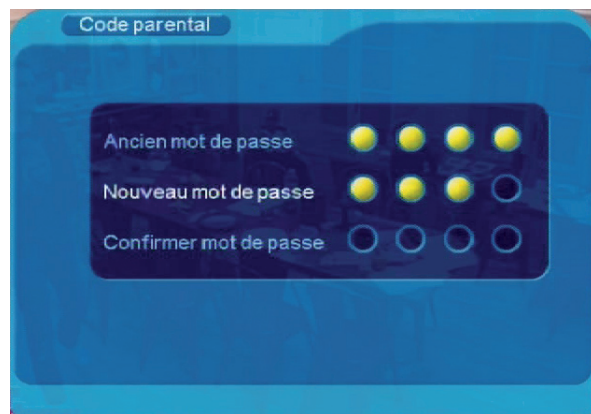 Code parental
Ancien mot de passe
Nouveau mot de passe
Confirmer mot de passe